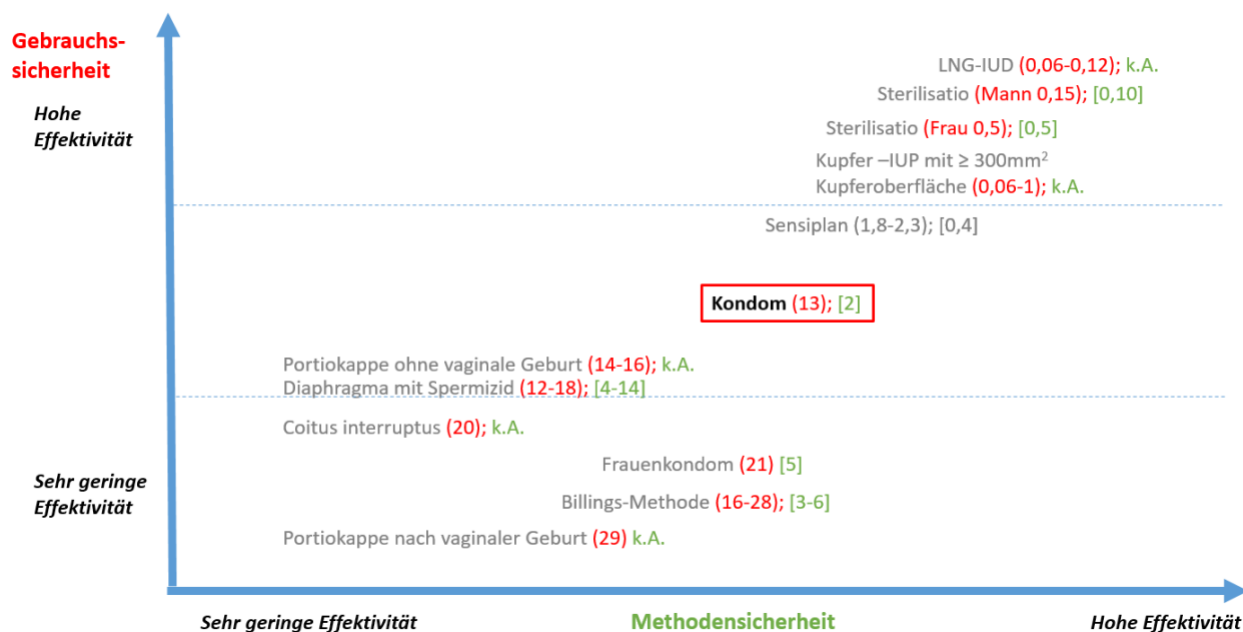 Gebrauchs-
sicherheit
Hohe
Effektivität
LNG-IUD (0,06-0,12); k.A.
Sterilisatio (Mann 0,15); [0,10]
Sterilisatio (Frau 0,5); [0,5]
Kupfer –IUP mit ≥ 300mm²
Kupferoberfläche (0,06-1); k.A.
Sensiplan (1,8-2,3); [0,4]
Kondom (13); [2]
Portiokappe ohne vaginale Geburt (14-16); k.A.
Diaphragma mit Spermizid (12-18); [4-14]
Coitus interruptus (20); k.A.
Frauenkondom (21) [5]
Sehr geringe
Effektivität
Billings-Methode (16-28); [3-6]
Portiokappe nach vaginaler Geburt (29) k.A.
Sehr geringe Effektivität
Methodensicherheit
Hohe Effektivität